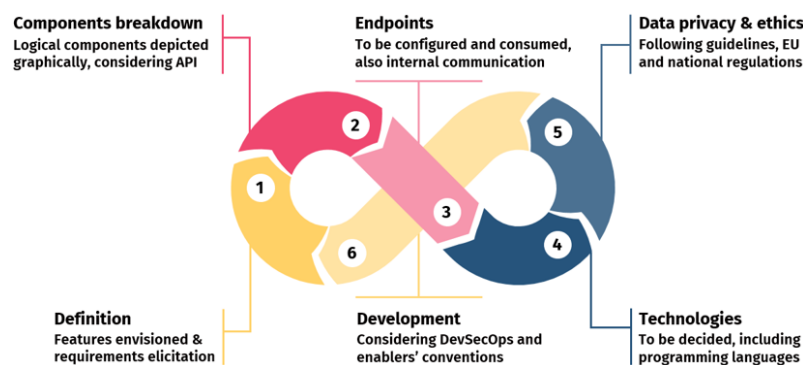 Components breakdown
Logical components depicted
graphically, considering API
Endpoints
To be configured and consumed,
also internal communication
Data privacy & ethics
Following guidelines, EU
and national regulations
2
5
1
3
6
4
Definition
Features envisioned &
requirements elicitation
Development
Considering DevSecOps and
enablers’ conventions
Technologies
To be decided, including
programming languages